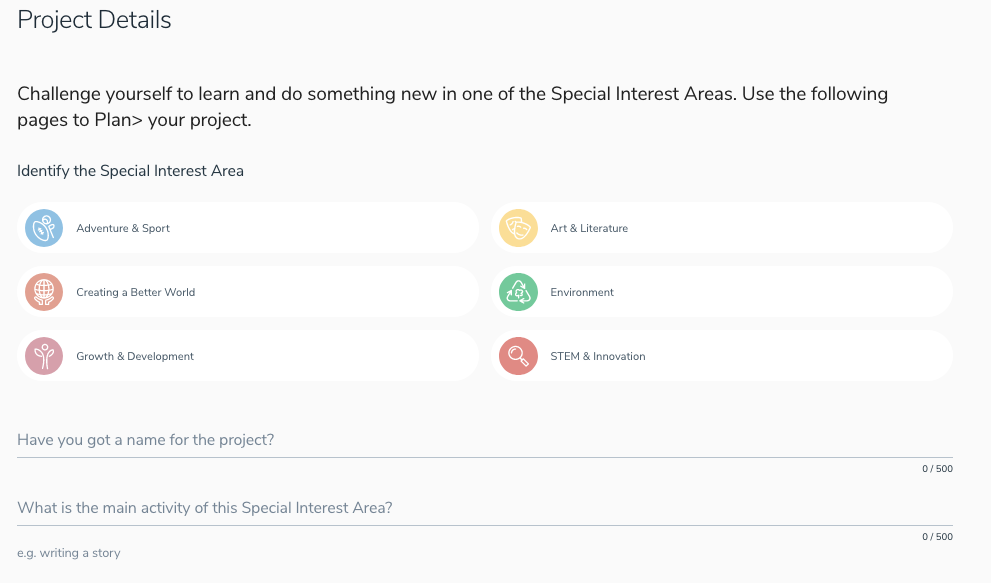 Project Details
Challenge yourself to learn and do something new in one of the Special Interest Areas. Use the following
pages to Plan> your project.
Identify the Special Interest Area
Adventure & Sport
Art & Literature
Creating a Better World
Environment
Growth & Development
STEM & Innovation
Have you got a name for the project?
0 / 500
What is the main activity of this Special Interest Area?
0 / 500
e.g. writing a story